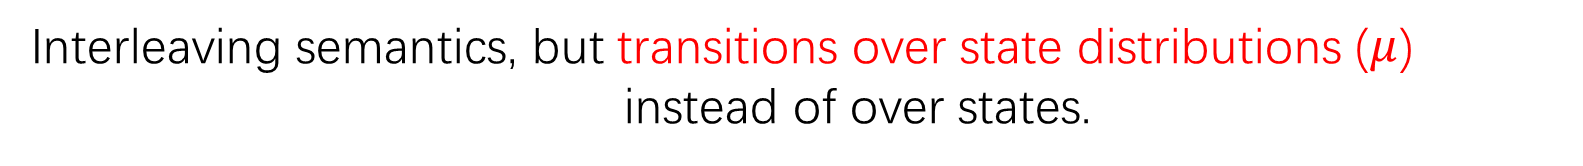 Interleaving semantics, but transitions over state distributions (μ)
instead of over states.